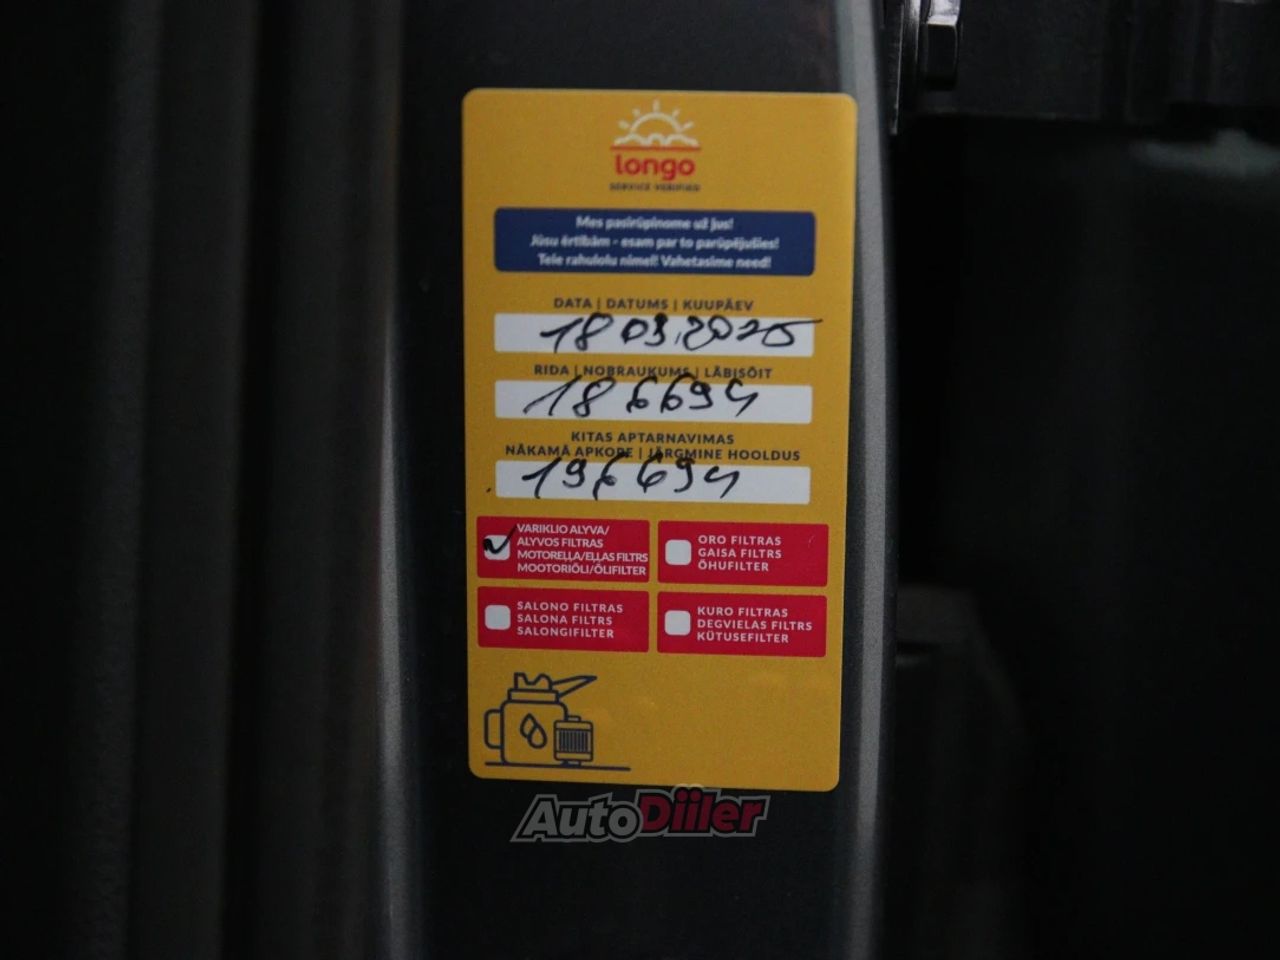 longo
SERVICE VERIFIED
Mes pasirūpinome už jus!
Jūsu ērtībām - esam par to parūpējušies!
Teie rahulolu nimel! Vahetasime need!
DATA | DATUMS | KUUPÄEV
18 03.2025
RIDA | NOBRAUKUMS | LÄBISÕIT
186694
KITAS APTARNAVIMAS
NĀKAMĀ APKOPE | JÄRGMINE HOOLDUS
196694
VARIKLIO ALYVA/
ALYVOS FILTRAS
MOTOREĻĻA/EĻĻAS FILTRS
MOOTORIÕLI/ÕLIFILTER
ORO FILTRAS
GAISA FILTRS
ÕHUFILTER
SALONO FILTRAS
SALONA FILTRS
SALONGIFILTER
KURO FILTRAS
DEGVIELAS FILTRS
KÜTUSEFILTER
AutoDiiler